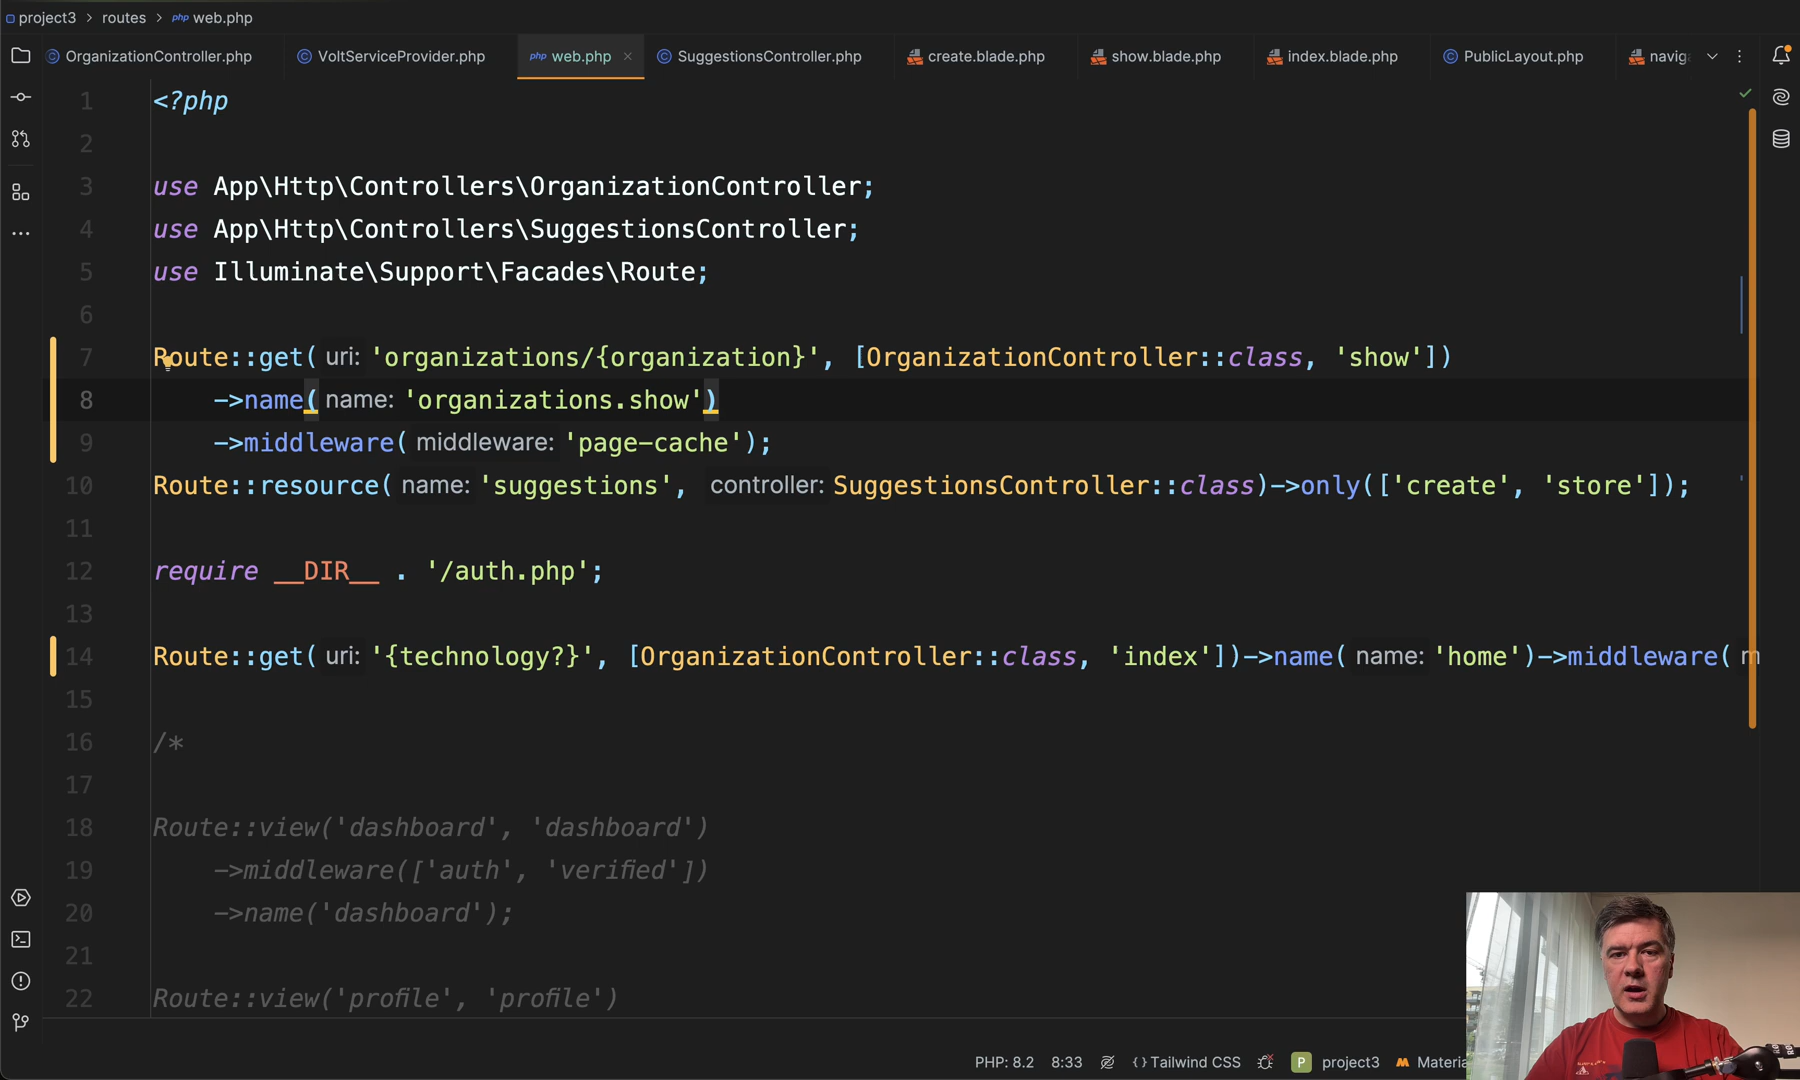 project3 > routes > php web.php
OrganizationController.php
VoltServiceProvider.php
php web.php
SuggestionsController.php
create.blade.php
show.blade.php
index.blade.php
PublicLayout.php
navig
1 <?php
2
3 use App\Http\Controllers\OrganizationController;
4 use App\Http\Controllers\SuggestionsController;
5 use Illuminate\Support\Facades\Route;
6
7 Route::get( uri: 'organizations/{organization}', [OrganizationController::class, 'show'])
8 ->name( name: 'organizations.show')
9 ->middleware( middleware: 'page-cache');
10 Route::resource( name: 'suggestions', controller: SuggestionsController::class)->only(['create', 'store']);
11
12 require __DIR__ . '/auth.php';
13
14 Route::get( uri: '{technology?}', [OrganizationController::class, 'index'])->name( name: 'home')->middleware( m
15
16 /*
17
18 Route::view('dashboard', 'dashboard')
19 ->middleware(['auth', 'verified'])
20 ->name('dashboard');
21
22 Route::view('profile', 'profile')
PHP: 8.2 8:33 {} Tailwind CSS P project3 Materia